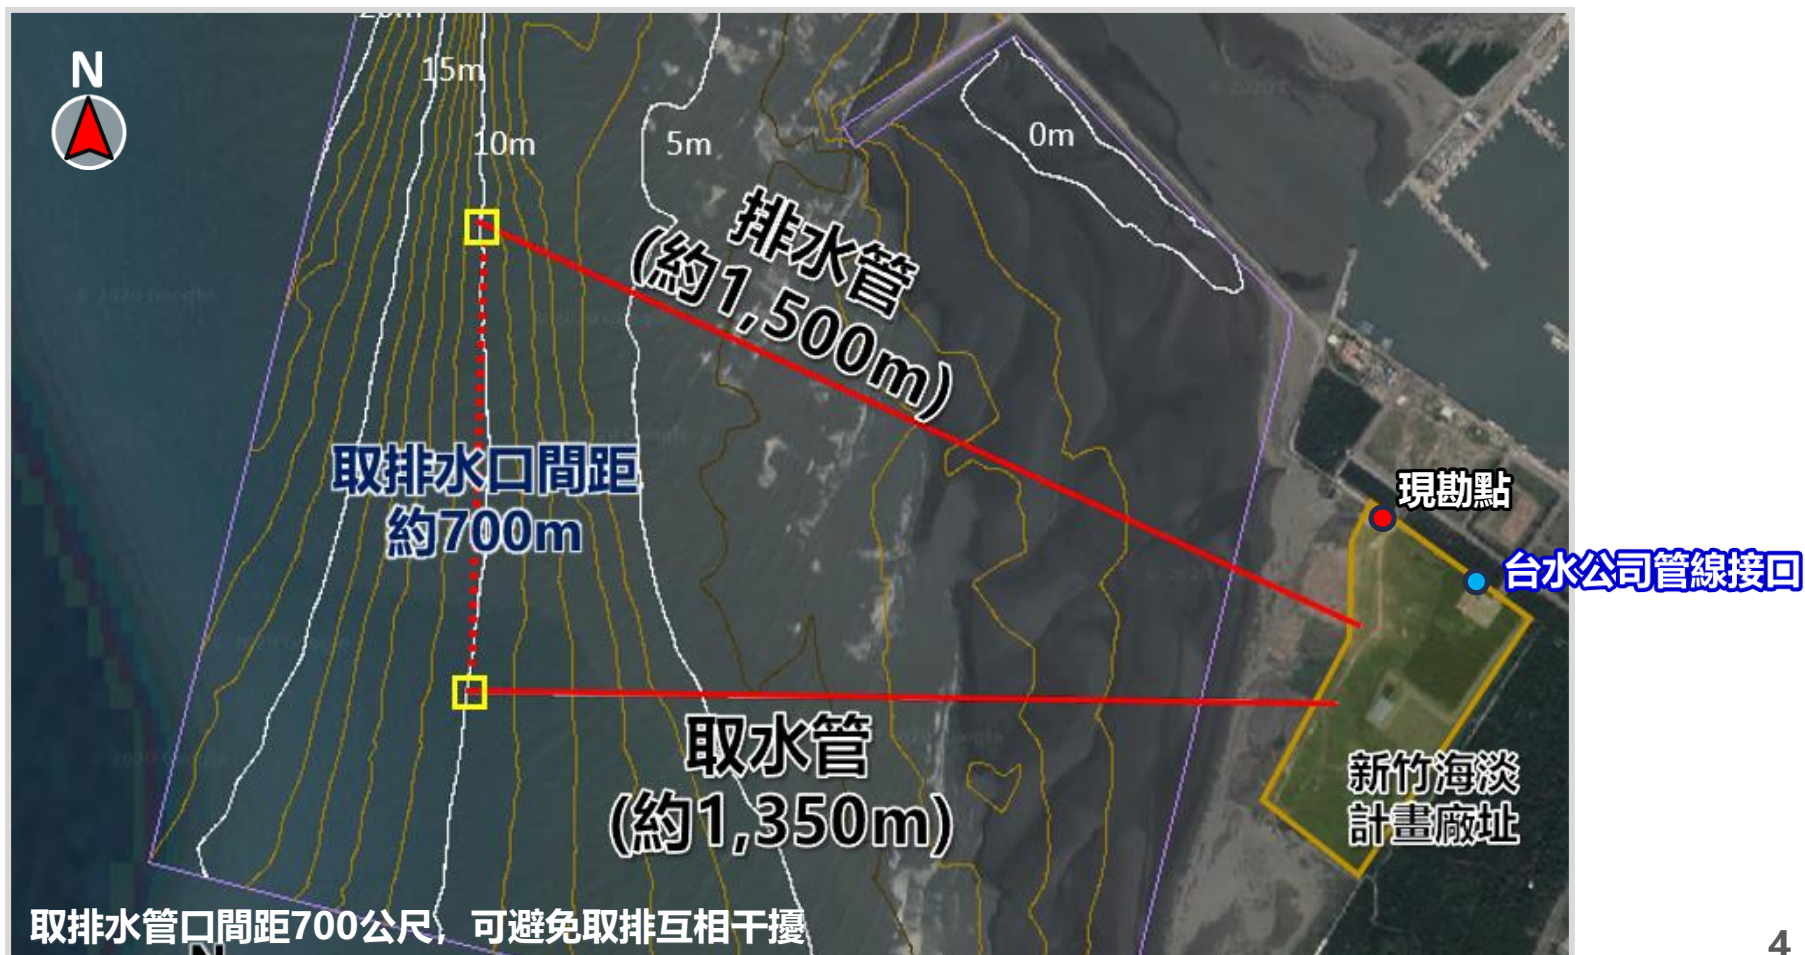 20m
N
15m
10m
5m
0m
排水管
(約1,500m)
取排水口間距
約700m
現勘點
台水公司管線接口
取水管
(約1,350m)
新竹海淡
計畫廠址
取排水管口間距700公尺，可避免取排互相干擾
N
4